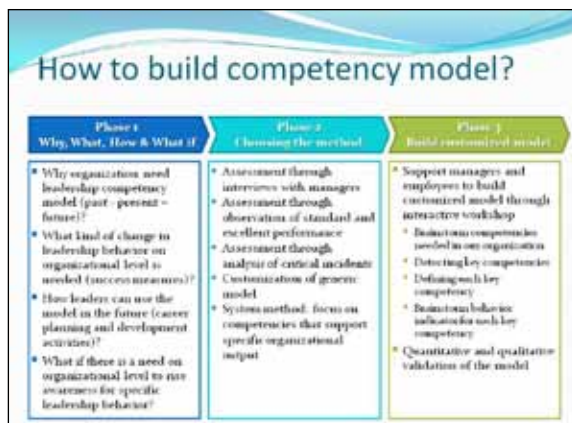 How to build competency model?
Phase 1
Why, What, How & What if
Why organization need
leadership competency
model (past - present –
future)?
What kind of change in
leadership behavior on
organizational level is
needed (success measures)?
How leaders can use the
model in the future (career
planning and development
activities)?
What if there is a need on
organizational level to rise
awareness for specific
leadership behavior?
Phase 2
Choosing the method
Assessment through
interviews with managers
Assessment through
observation of standard and
excellent performance
Assessment through
analysis of critical incidents
Customization of generic
model
System method: focus on
competencies that support
specific organizational
output
Phase 3
Build customized model
Support managers and
employees to build
customized model through
interactive workshop
Brainstorm competencies
needed in our organization
Detecting key competencies
Defining each key
competency
Brainstorm behavior
indicator for each key
competency
Quantitative and qualitative
validation of the model